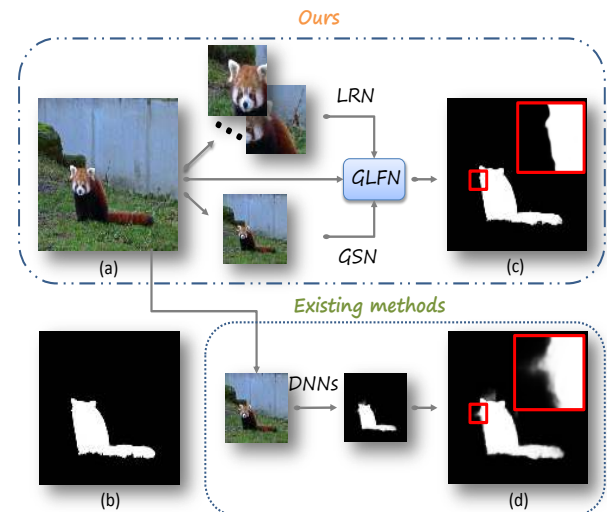 Ours
LRN
GLFN
GSN
(a)
(c)
Existing methods
DNNs
(b)
(d)